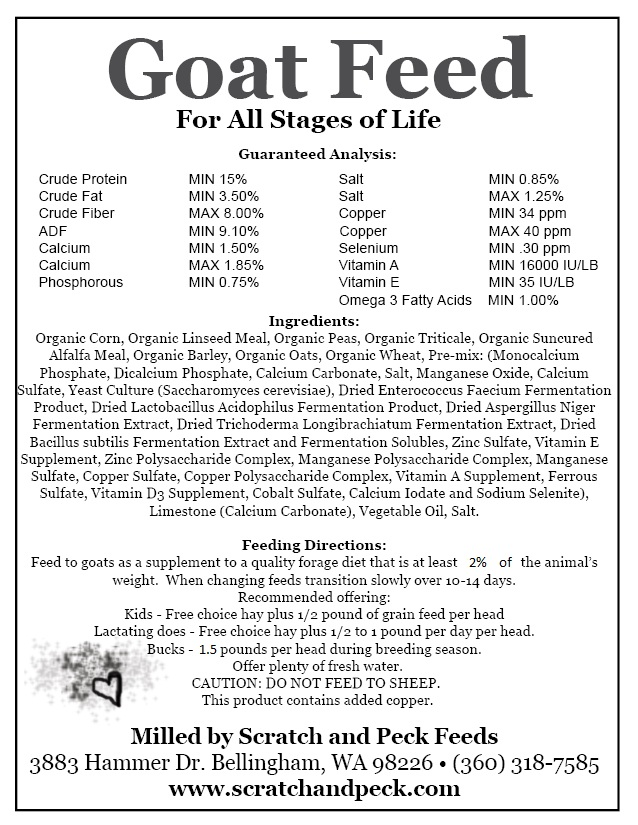 Goat Feed
For All Stages of Life
Guaranteed Analysis:
Crude Protein MIN 15% Salt MIN 0.85%
Crude Fat MIN 3.50% Salt MAX 1.25%
Crude Fiber MAX 8.00% Copper MIN 34 ppm
ADF MIN 9.10% Copper MAX 40 ppm
Calcium MIN 1.50% Selenium MIN .30 ppm
Calcium MAX 1.85% Vitamin A MIN 16000 IU/LB
Phosphorous MIN 0.75% Vitamin E MIN 35 IU/LB
Omega 3 Fatty Acids MIN 1.00%
Ingredients:
Organic Corn, Organic Linseed Meal, Organic Peas, Organic Triticale, Organic Suncured
Alfalfa Meal, Organic Barley, Organic Oats, Organic Wheat, Pre-mix: (Monocalcium
Phosphate, Dicalcium Phosphate, Calcium Carbonate, Salt, Manganese Oxide, Calcium
Sulfate, Yeast Culture (Saccharomyces cerevisiae), Dried Enterococcus Faecium Fermentation
Product, Dried Lactobacillus Acidophilus Fermentation Product, Dried Aspergillus Niger
Fermentation Extract, Dried Trichoderma Longibrachiatum Fermentation Extract, Dried
Bacillus subtilis Fermentation Extract and Fermentation Solubles, Zinc Sulfate, Vitamin E
Supplement, Zinc Polysaccharide Complex, Manganese Polysaccharide Complex, Manganese
Sulfate, Copper Sulfate, Copper Polysaccharide Complex, Vitamin A Supplement, Ferrous
Sulfate, Vitamin D3 Supplement, Cobalt Sulfate, Calcium Iodate and Sodium Selenite),
Limestone (Calcium Carbonate), Vegetable Oil, Salt.
Feeding Directions:
Feed to goats as a supplement to a quality forage diet that is at least 2% of the animal's
weight. When changing feeds transition slowly over 10-14 days.
Recommended offering:
Kids - Free choice hay plus 1/2 pound of grain feed per head
Lactating does - Free choice hay plus 1/2 to 1 pound per day per head.
Bucks - 1.5 pounds per head during breeding season.
Offer plenty of fresh water.
CAUTION: DO NOT FEED TO SHEEP.
This product contains added copper.
Milled by Scratch and Peck Feeds
3883 Hammer Dr. Bellingham, WA 98226 • (360) 318-7585
www.scratchandpeck.com